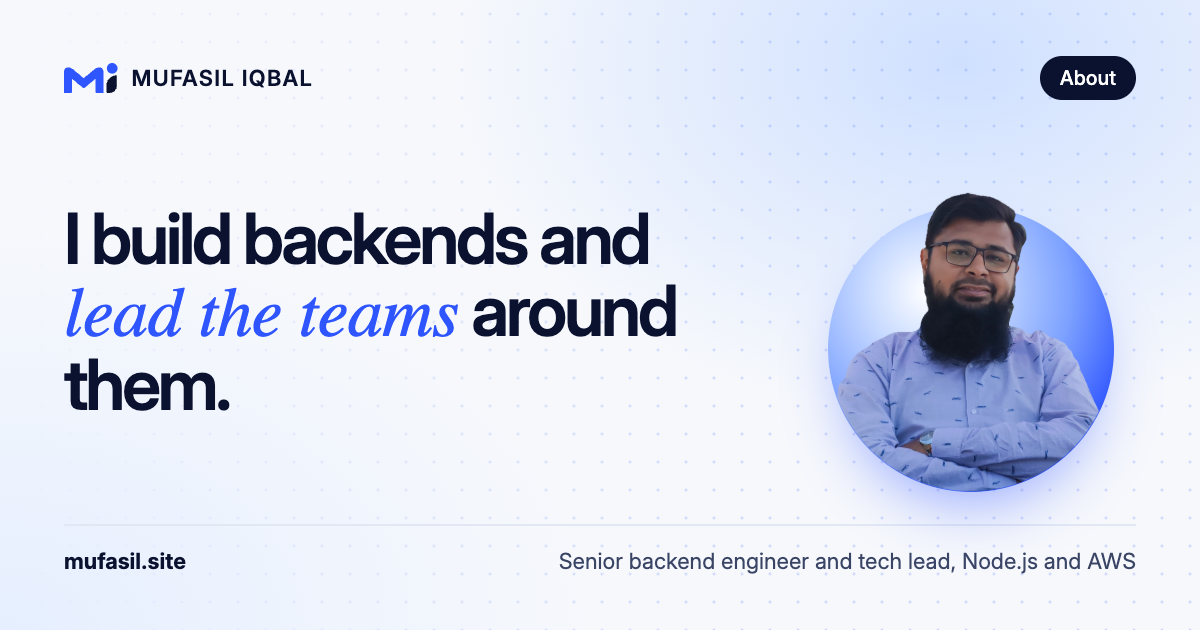 Mi MUFASIL IQBAL
About
I build backends and
lead the teams around
them.
mufasil.site
Senior backend engineer and tech lead, Node.js and AWS